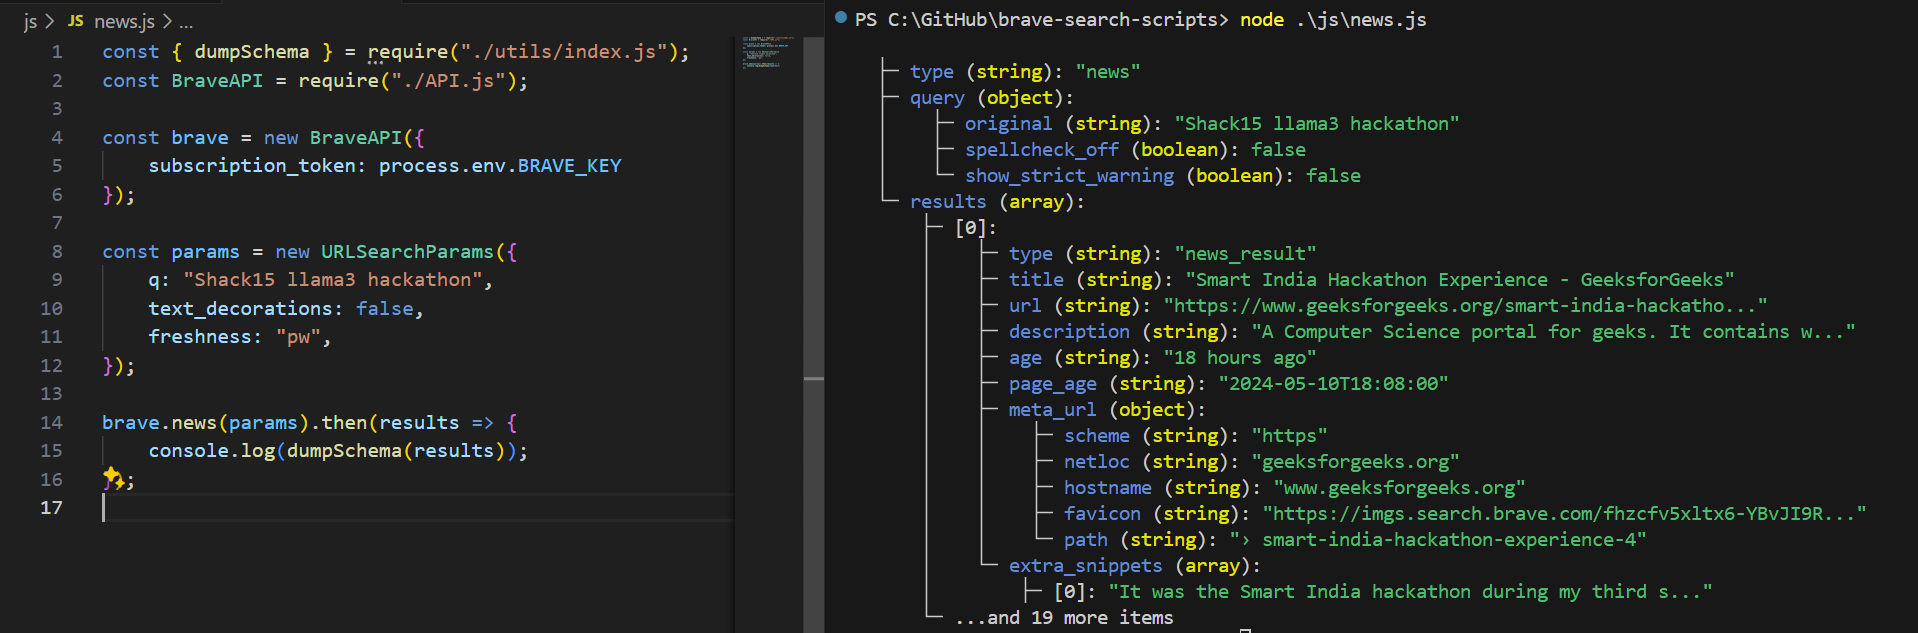 js > JS news.js > ...
1 const { dumpSchema } = require("./utils/index.js");
2 const BraveAPI = require("./API.js");
3
4 const brave = new BraveAPI({
5     subscription_token: process.env.BRAVE_KEY
6 });
7
8 const params = new URLSearchParams({
9     q: "Shack15 llama3 hackathon",
10     text_decorations: false,
11     freshness: "pw",
12 });
13
14 brave.news(params).then(results => {
15     console.log(dumpSchema(results));
16 };
17
PS C:\GitHub\brave-search-scripts> node .\js\news.js
├─ type (string): "news"
├─ query (object):
│    ├─ original (string): "Shack15 llama3 hackathon"
│    ├─ spellcheck_off (boolean): false
│    └─ show_strict_warning (boolean): false
└─ results (array):
    ├─ [0]:
    │    ├─ type (string): "news_result"
    │    ├─ title (string): "Smart India Hackathon Experience - GeeksforGeeks"
    │    ├─ url (string): "https://www.geeksforgeeks.org/smart-india-hackatho..."
    │    ├─ description (string): "A Computer Science portal for geeks. It contains w..."
    │    ├─ age (string): "18 hours ago"
    │    ├─ page_age (string): "2024-05-10T18:08:00"
    │    ├─ meta_url (object):
    │    │    ├─ scheme (string): "https"
    │    │    ├─ netloc (string): "geeksforgeeks.org"
    │    │    ├─ hostname (string): "www.geeksforgeeks.org"
    │    │    ├─ favicon (string): "https://imgs.search.brave.com/fhzcfv5xltx6-YBvJI9R..."
    │    │    └─ path (string): "› smart-india-hackathon-experience-4"
    │    └─ extra_snippets (array):
    │        ├─ [0]: "It was the Smart India hackathon during my third s..."
    └─ ...and 19 more items